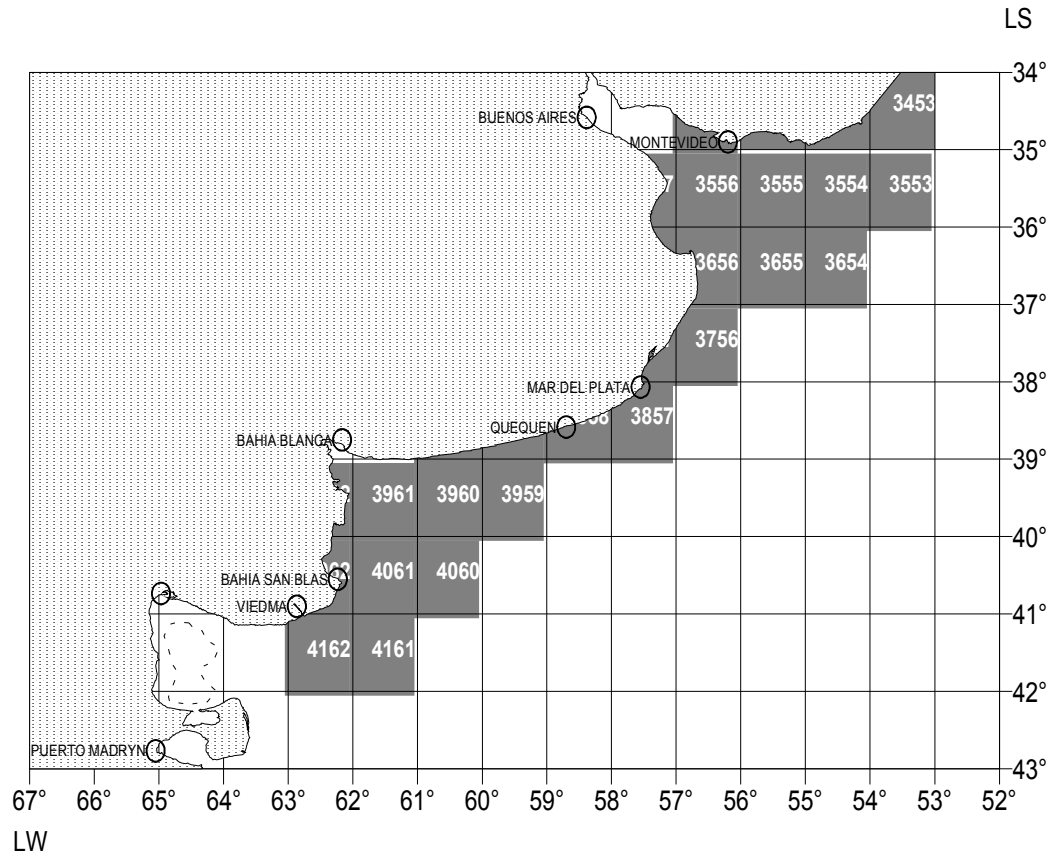 LS
34°
3453
BUENOS AIRES
MONTEVIDEO
35°
3556 3555 3554 3553
36°
3656 3655 3654
37°
3756
38°
MAR DEL PLATA
3857
QUEQUEN
BAHIA BLANCA
39°
3961 3960 3959
40°
4061 4060
BAHIA SAN BLAS
VIEDMA
41°
4162 4161
42°
PUERTO MADRYN
43°
67° 66° 65° 64° 63° 62° 61° 60° 59° 58° 57° 56° 55° 54° 53° 52°
LW